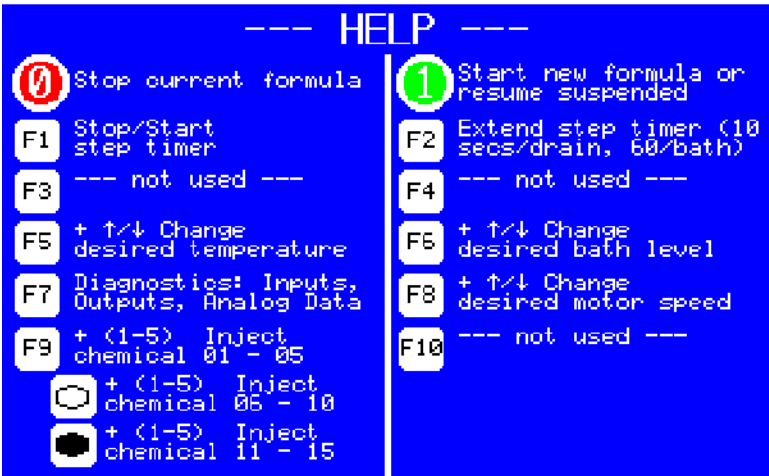 --- HELP ---
0 Stop current formula
F1 Stop/Start
step timer
F3 --- not used ---
F5 + ↑/↓ Change
desired temperature
F7 Diagnostics: Inputs,
Outputs, Analog Data
F9 + (1-5) Inject
chemical 01 - 05
+ (1-5) Inject
chemical 06 - 10
+ (1-5) Inject
chemical 11 - 15
1 Start new formula or
resume suspended
F2 Extend step timer (10
secs/drain, 60/bath)
F4 --- not used ---
F6 + ↑/↓ Change
desired bath level
F8 + ↑/↓ Change
desired motor speed
F10 --- not used ---